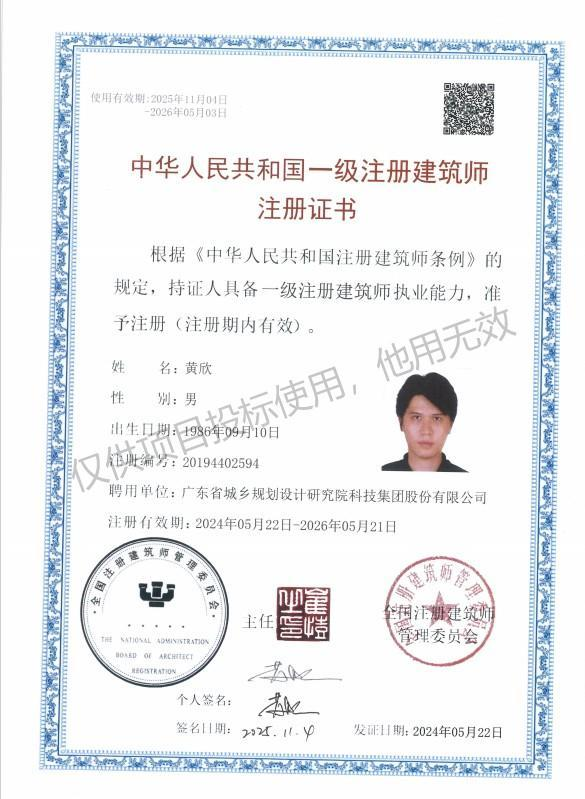 使用有效期:2025年11月04日
-2026年05月03日
中华人民共和国一级注册建筑师
注册证书
根据《中华人民共和国注册建筑师条例》的
规定，持证人具备一级注册建筑师执业能力，准
予注册（注册期内有效）。
姓 名:黄欣
性 别:男
出生日期:1986年09月10日
注册编号:20194402594
聘用单位:广东省城乡规划设计研究院科技集团股份有限公司
注册有效期:2024年05月22日-2026年05月21日
仅供项目投标使用，他用无效
全国注册建筑师管理委员会
THE NATIONAL ADMINISTRATION
BOARD OF ARCHITECT
REGISTRATION
主任
全国注册建筑师管理委员会
全国注册建筑师
管理委员会
个人签名:
签名日期: 2025.11.4
发证日期:2024年05月22日